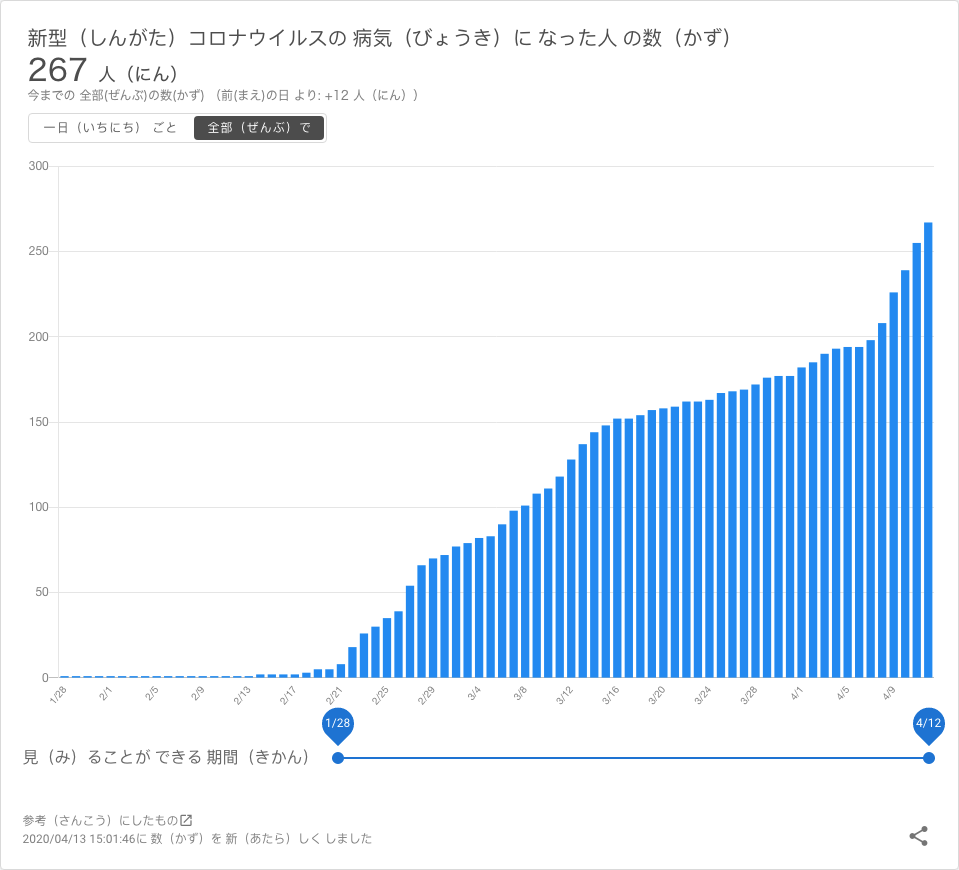 新型（しんがた）コロナウイルスの 病気（びょうき）に なった人 の数（かず）
267 人（にん）
今までの 全部(ぜんぶ)の数(かず) （前(まえ)の日 より: +12 人（にん））
一日（いちにち） ごと 全部（ぜんぶ）で
300
250
200
150
100
50
0
1/28 2/1 2/5 2/9 2/13 2/17 2/21 2/25 2/29 3/4 3/8 3/12 3/16 3/20 3/24 3/28 4/1 4/5 4/9
1/28 4/12
見（み）ることが できる 期間（きかん）
参考（さんこう）にしたもの
2020/04/13 15:01:46に 数（かず）を 新（あたら）しく しました